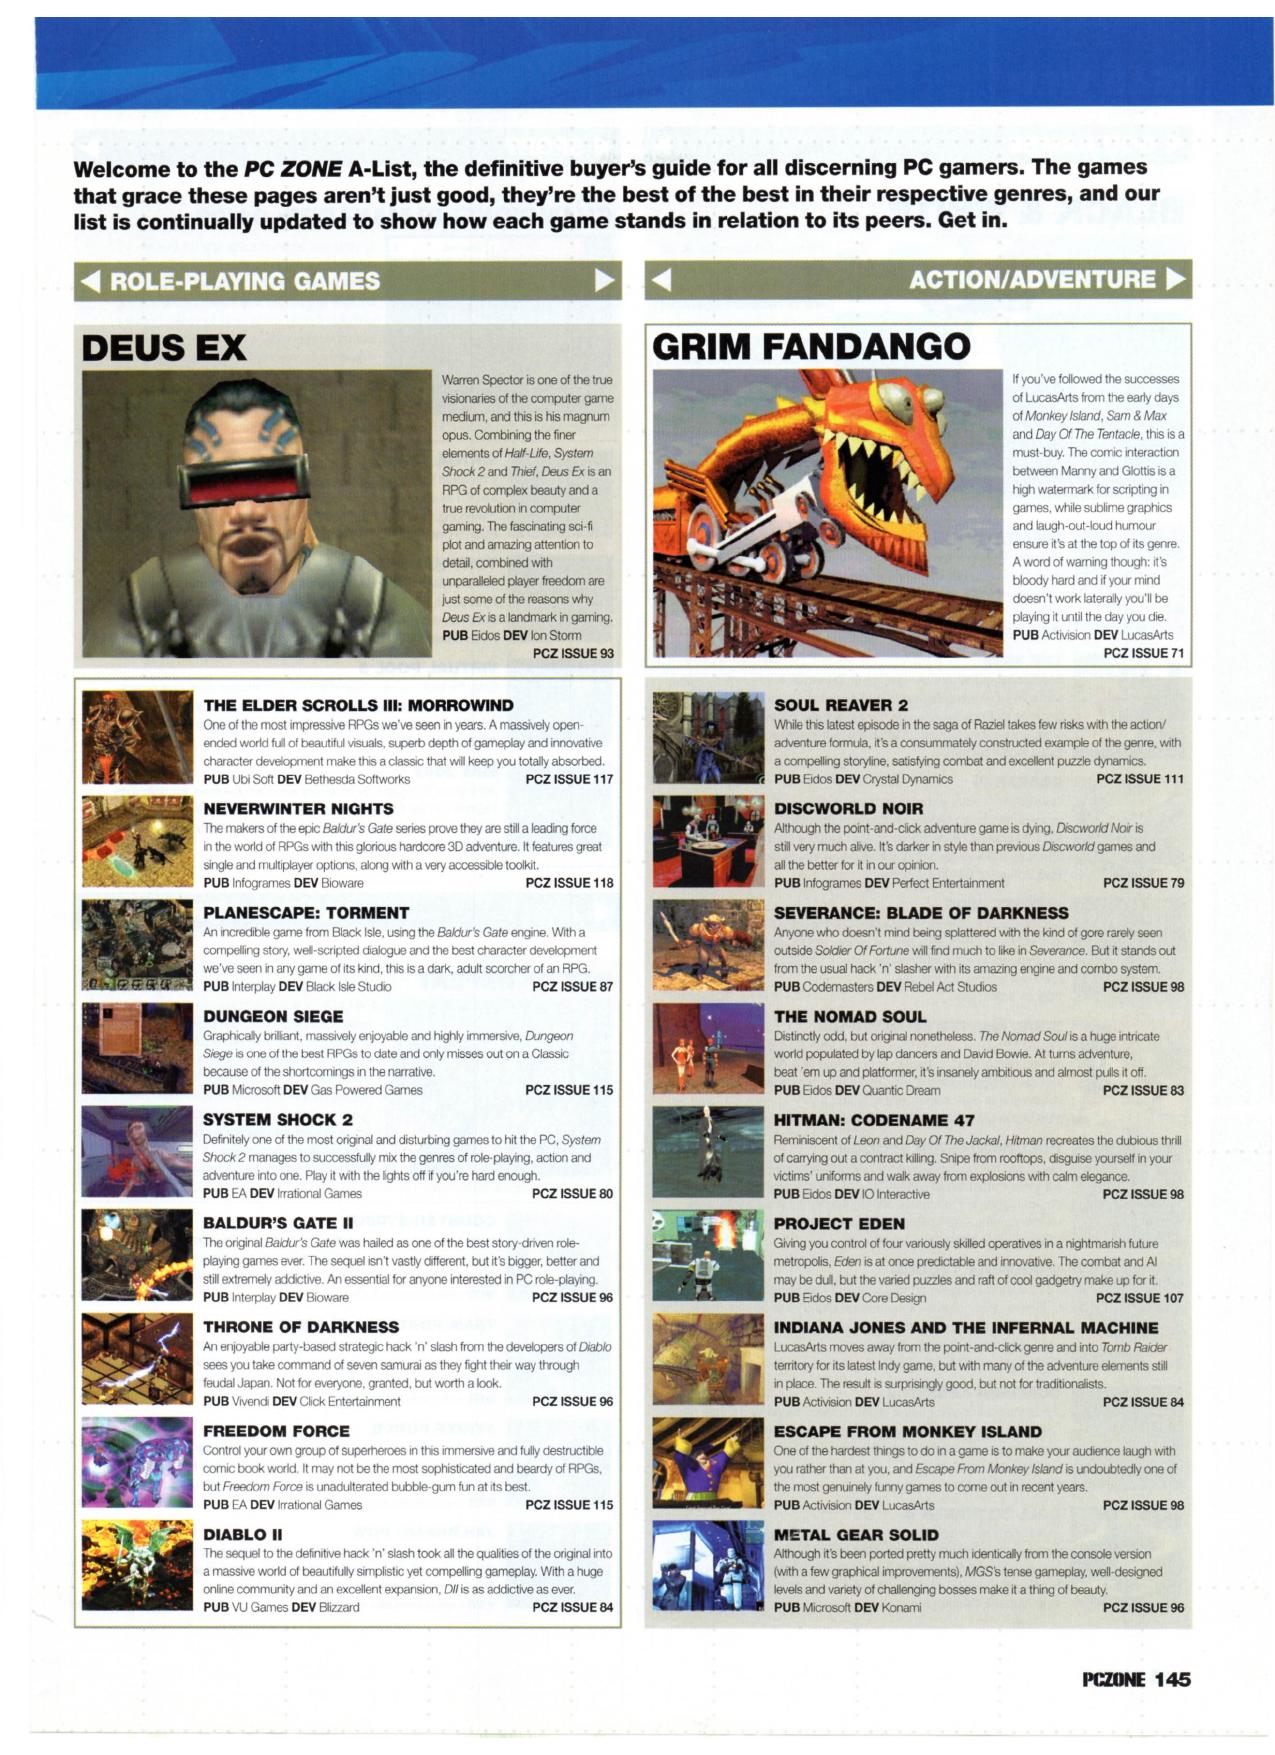 Welcome to the PC ZONE A-List, the definitive buyer's guide for all discerning PC gamers. The games
that grace these pages aren't just good, they're the best of the best in their respective genres, and our
list is continually updated to show how each game stands in relation to its peers. Get in.
ROLE-PLAYING GAMES
DEUS EX
Warren Spector is one of the true
visionaries of the computer game
medium, and this is his magnum
opus. Combining the finer
elements of Half-Life, System
Shock 2 and Thief, Deus Ex is an
RPG of complex beauty and a
true revolution in computer
gaming. The fascinating sci-fi
plot and amazing attention to
detail, combined with
unparalleled player freedom are
just some of the reasons why
Deus Ex is a landmark in gaming.
PUB Eidos DEV Ion Storm
PCZ ISSUE 93
THE ELDER SCROLLS III: MORROWIND
One of the most impressive RPGs we've seen in years. A massively open-
ended world full of beautiful visuals, superb depth of gameplay and innovative
character development make this a classic that will keep you totally absorbed.
PUB Ubi Soft DEV Bethesda Softworks PCZ ISSUE 117
NEVERWINTER NIGHTS
The makers of the epic Baldur's Gate series prove they are still a leading force
in the world of RPGs with this glorious hardcore 3D adventure. It features great
single and multiplayer options, along with a very accessible toolkit.
PUB Infogrames DEV Bioware PCZ ISSUE 118
PLANESCAPE: TORMENT
An incredible game from Black Isle, using the Baldur's Gate engine. With a
compelling story, well-scripted dialogue and the best character development
we've seen in any game of its kind, this is a dark, adult scorcher of an RPG.
PUB Interplay DEV Black Isle Studio PCZ ISSUE 87
DUNGEON SIEGE
Graphically brilliant, massively enjoyable and highly immersive, Dungeon
Siege is one of the best RPGs to date and only misses out on a Classic
because of the shortcomings in the narrative.
PUB Microsoft DEV Gas Powered Games PCZ ISSUE 115
SYSTEM SHOCK 2
Definitely one of the most original and disturbing games to hit the PC, System
Shock 2 manages to successfully mix the genres of role-playing, action and
adventure into one. Play it with the lights off if you're hard enough.
PUB EA DEV Irrational Games PCZ ISSUE 80
BALDUR'S GATE II
The original Baldur's Gate was hailed as one of the best story-driven role-
playing games ever. The sequel isn't vastly different, but it's bigger, better and
still extremely addictive. An essential for anyone interested in PC role-playing.
PUB Interplay DEV Bioware PCZ ISSUE 96
THRONE OF DARKNESS
An enjoyable party-based strategic hack 'n' slash from the developers of Diablo
sees you take command of seven samurai as they fight their way through
feudal Japan. Not for everyone, granted, but worth a look.
PUB Vivendi DEV Click Entertainment PCZ ISSUE 96
FREEDOM FORCE
Control your own group of superheroes in this immersive and fully destructible
comic book world. It may not be the most sophisticated and beardy of RPGs,
but Freedom Force is unadulterated bubble-gum fun at its best.
PUB EA DEV Irrational Games PCZ ISSUE 115
DIABLO II
The sequel to the definitive hack 'n' slash took all the qualities of the original into
a massive world of beautifully simplistic yet compelling gameplay. With a huge
online community and an excellent expansion, DII is as addictive as ever.
PUB VU Games DEV Blizzard PCZ ISSUE 84
ACTION/ADVENTURE
GRIM FANDANGO
If you've followed the successes
of LucasArts from the early days
of Monkey Island, Sam & Max
and Day Of The Tentacle, this is a
must-buy. The comic interaction
between Manny and Glottis is a
high watermark for scripting in
games, while sublime graphics
and laugh-out-loud humour
ensure it's at the top of its genre.
A word of warning though: it's
bloody hard and if your mind
doesn't work laterally you'll be
playing it until the day you die.
PUB Activision DEV LucasArts
PCZ ISSUE 71
SOUL REAVER 2
While this latest episode in the saga of Raziel takes few risks with the action/
adventure formula, it's a consummately constructed example of the genre, with
a compelling storyline, satisfying combat and excellent puzzle dynamics.
PUB Eidos DEV Crystal Dynamics PCZ ISSUE 111
DISCWORLD NOIR
Although the point-and-click adventure game is dying, Discworld Noir is
still very much alive. It's darker in style than previous Discworld games and
all the better for it in our opinion.
PUB Infogrames DEV Perfect Entertainment PCZ ISSUE 79
SEVERANCE: BLADE OF DARKNESS
Anyone who doesn't mind being splattered with the kind of gore rarely seen
outside Soldier Of Fortune will find much to like in Severance. But it stands out
from the usual hack 'n' slasher with its amazing engine and combo system.
PUB Codemasters DEV Rebel Act Studios PCZ ISSUE 98
THE NOMAD SOUL
Distinctly odd, but original nonetheless. The Nomad Soul is a huge intricate
world populated by lap dancers and David Bowie. At turns adventure,
beat 'em up and platformer, it's insanely ambitious and almost pulls it off.
PUB Eidos DEV Quantic Dream PCZ ISSUE 83
HITMAN: CODENAME 47
Reminiscent of Leon and Day Of The Jackal, Hitman recreates the dubious thrill
of carrying out a contract killing. Snipe from rooftops, disguise yourself in your
victims' uniforms and walk away from explosions with calm elegance.
PUB Eidos DEV IO Interactive PCZ ISSUE 98
PROJECT EDEN
Giving you control of four variously skilled operatives in a nightmarish future
metropolis, Eden is at once predictable and innovative. The combat and AI
may be dull, but the varied puzzles and raft of cool gadgetry make up for it.
PUB Eidos DEV Core Design PCZ ISSUE 107
INDIANA JONES AND THE INFERNAL MACHINE
LucasArts moves away from the point-and-click genre and into Tomb Raider
territory for its latest Indy game, but with many of the adventure elements still
in place. The result is surprisingly good, but not for traditionalists.
PUB Activision DEV LucasArts PCZ ISSUE 84
ESCAPE FROM MONKEY ISLAND
One of the hardest things to do in a game is to make your audience laugh with
you rather than at you, and Escape From Monkey Island is undoubtedly one of
the most genuinely funny games to come out in recent years.
PUB Activision DEV LucasArts PCZ ISSUE 98
METAL GEAR SOLID
Although it's been ported pretty much identically from the console version
(with a few graphical improvements), MGS's tense gameplay, well-designed
levels and variety of challenging bosses make it a thing of beauty.
PUB Microsoft DEV Konami PCZ ISSUE 96
PCZONE 145